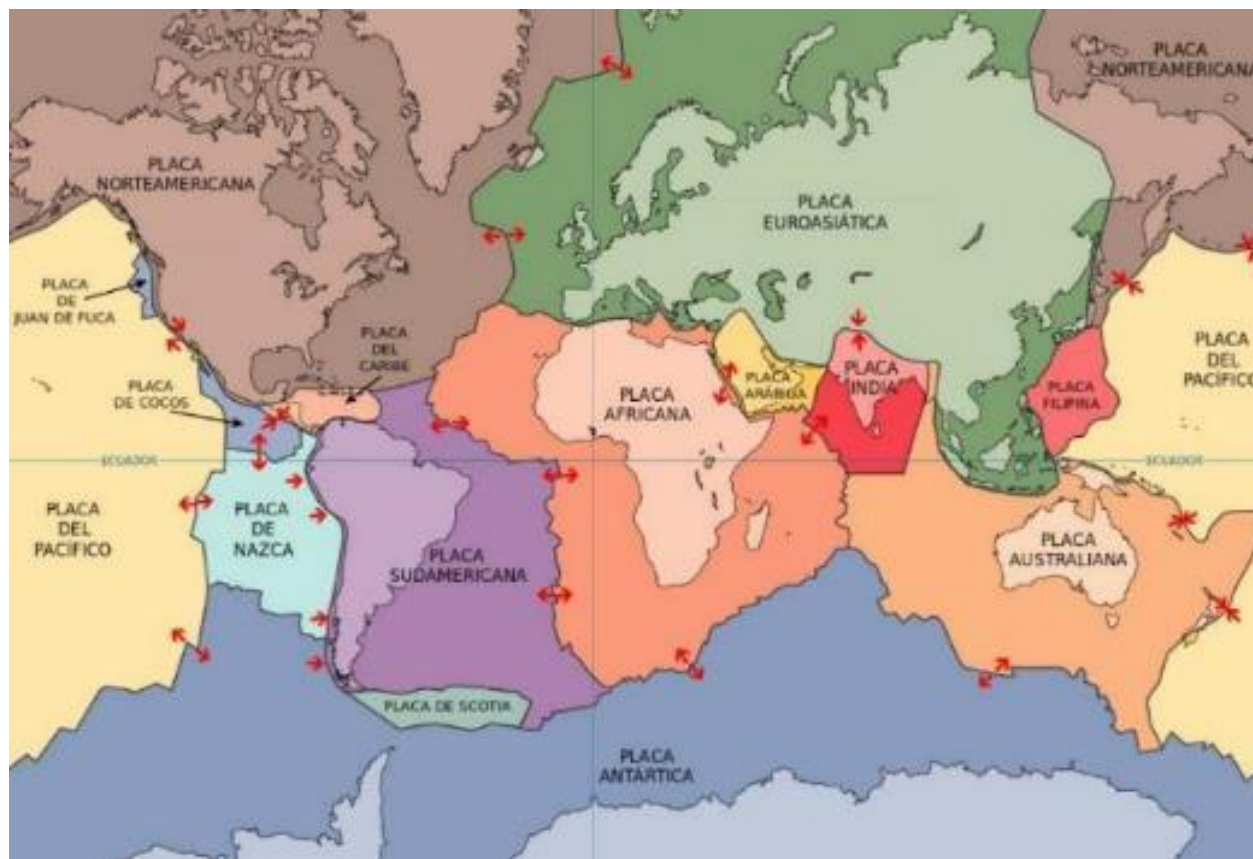 PLACA
NORTEAMERICANA
PLACA
NORTEAMERICANA
PLACA
EUROASIÁTICA
PLACA
DE
JUAN DE FUCA
PLACA
DEL
CARIBE
PLACA
DE COCOS
PLACA
AFRICANA
PLACA
ARÁBIGA
PLACA
INDIA
PLACA
FILIPINA
PLACA
DEL
PACÍFICO
ECUADOR
ECUADOR
PLACA
DEL
PACÍFICO
PLACA
DE
NAZCA
PLACA
SUDAMERICANA
PLACA
AUSTRALIANA
PLACA DE SCOTIA
PLACA
ANTÁRTICA